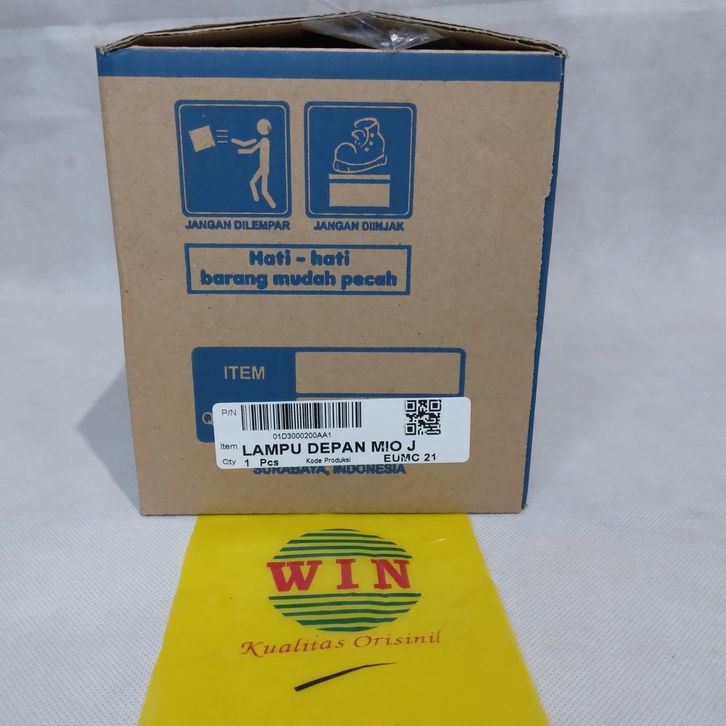 JANGAN DILEMPAR JANGAN DIINJAK
Hati - hati
barang mudah pecah
ITEM
Q
P/N
01D3000200AA1
Item LAMPU DEPAN MIO J
Qty 1 Pcs Kode Produksi EUMC 21
SURABAYA, INDONESIA
WIN
Kualitas Orisinil